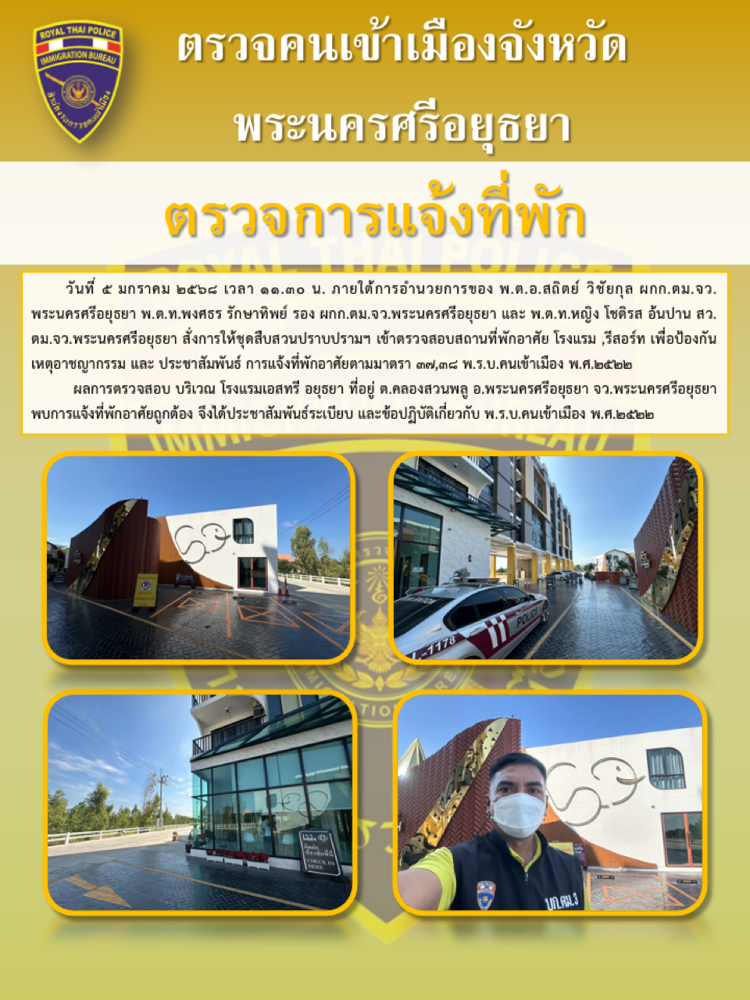 ROYAL THAI POLICE
IMMIGRATION BUREAU
สำนักงานตรวจคนเข้าเมือง
ตรวจคนเข้าเมืองจังหวัด
พระนครศรีอยุธยา
ตรวจการแจ้งที่พัก
วันที่ ๕ มกราคม ๒๕๖๘ เวลา ๑๑.๓๐ น. ภายใต้การอำนวยการของ พ.ต.อ.สถิตย์ วิชัยกุล ผกก.ตม.จว.
พระนครศรีอยุธยา พ.ต.ท.พงศธร รักษาทิพย์ รอง ผกก.ตม.จว.พระนครศรีอยุธยา และ พ.ต.ท.หญิง โชติรส อ้นปาน สว.
ตม.จว.พระนครศรีอยุธยา สั่งการให้ชุดสืบสวนปราบปรามฯ เข้าตรวจสอบสถานที่พักอาศัย โรงแรม ,รีสอร์ท เพื่อป้องกัน
เหตุอาชญากรรม และ ประชาสัมพันธ์ การแจ้งที่พักอาศัยตามมาตรา ๓๗,๓๘ พ.ร.บ.คนเข้าเมือง พ.ศ.๒๕๒๒
ผลการตรวจสอบ บริเวณ โรงแรมเอสทรี อยุธยา ที่อยู่ ต.คลองสวนพลู อ.พระนครศรีอยุธยา จว.พระนครศรีอยุธยา
พบการแจ้งที่พักอาศัยถูกต้อง จึงได้ประชาสัมพันธ์ระเบียบ และข้อปฏิบัติเกี่ยวกับ พ.ร.บ.คนเข้าเมือง พ.ศ.๒๕๒๒
ROYAL THAI POLICE
IMMIGRATION BUREAU
POLICE
1178
CHECK IN
HERE
บก.ตม.3